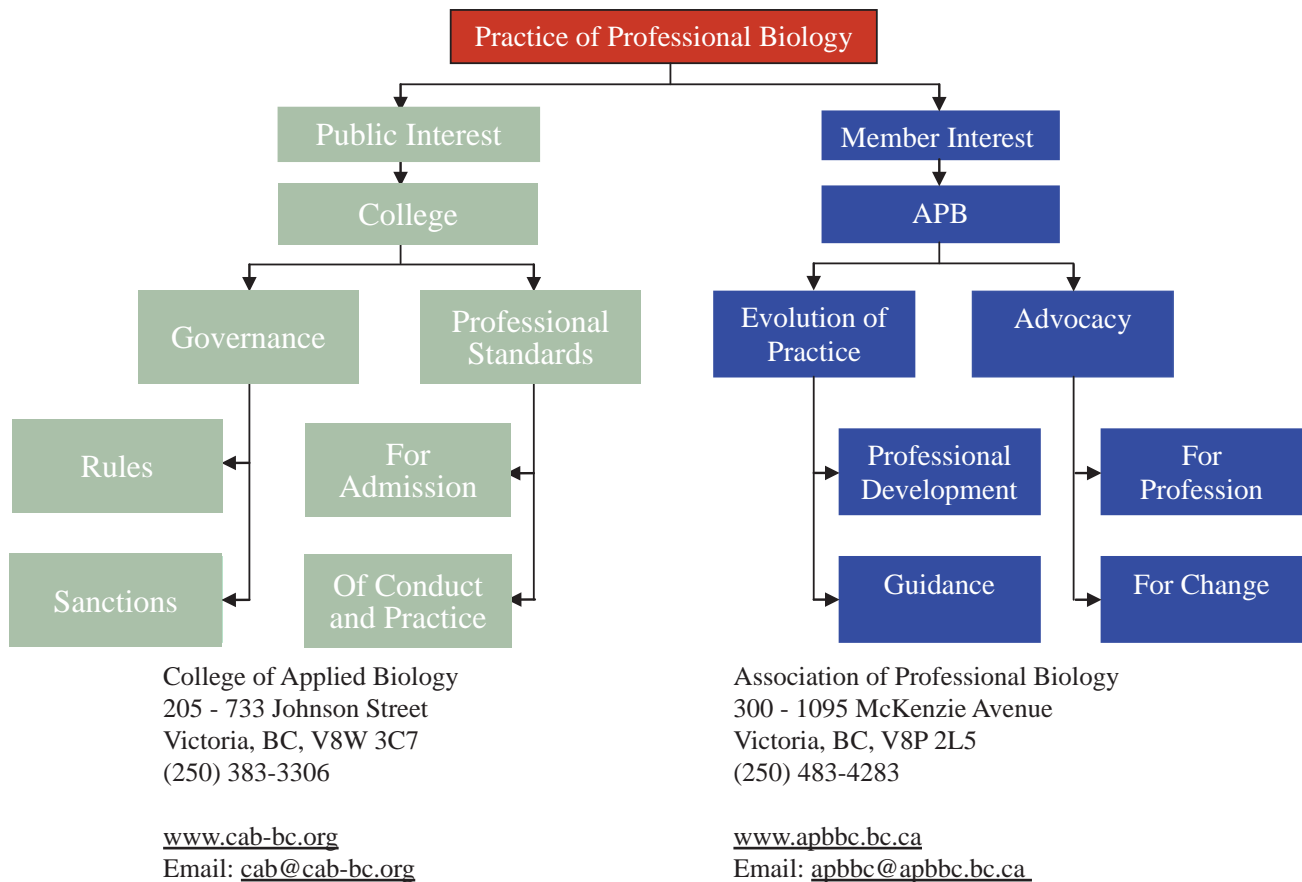 Practice of Professional Biology
Public Interest
Member Interest
College
APB
Governance
Professional
Standards
Evolution of
Practice
Advocacy
Rules
For
Admission
Professional
Development
For
Profession
Sanctions
Of Conduct
and Practice
Guidance
For Change
College of Applied Biology
205 - 733 Johnson Street
Victoria, BC, V8W 3C7
(250) 383-3306
www.cab-bc.org
Email: cab@cab-bc.org
Association of Professional Biology
300 - 1095 McKenzie Avenue
Victoria, BC, V8P 2L5
(250) 483-4283
www.apbbc.bc.ca
Email: apbbc@apbbc.bc.ca